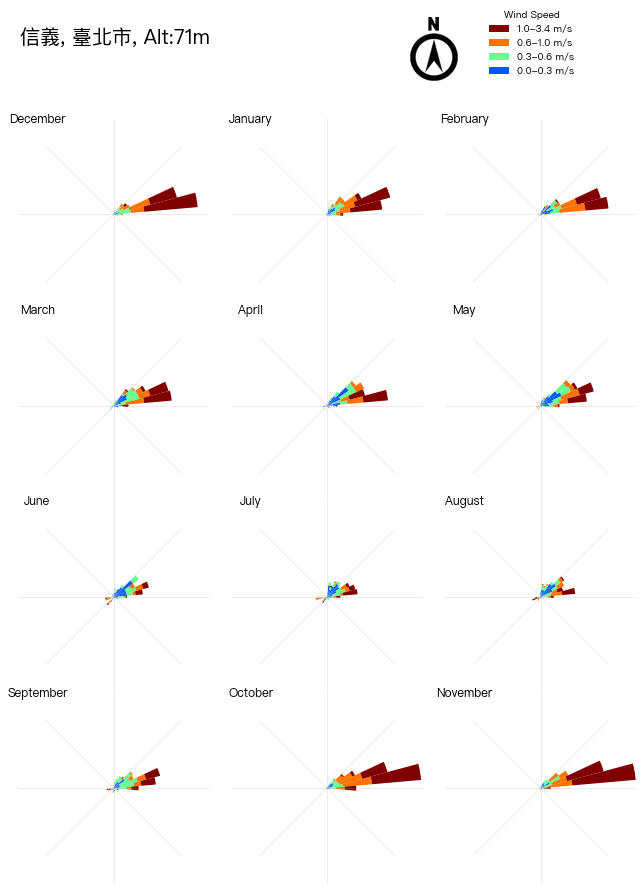 信義, 臺北市, Alt:71m
N
Wind Speed
1.0–3.4 m/s
0.6–1.0 m/s
0.3–0.6 m/s
0.0–0.3 m/s
December
January
February
March
April
May
June
July
August
September
October
November